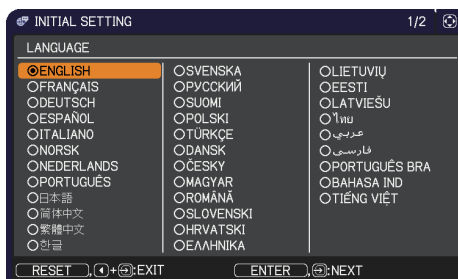 INITIAL SETTING 1/2
LANGUAGE
ENGLISH
FRANÇAIS
DEUTSCH
ESPAÑOL
ITALIANO
NORSK
NEDERLANDS
PORTUGUÊS
日本語
简体中文
繁體中文
한글
SVENSKA
РУССКИЙ
SUOMI
POLSKI
TÜRKÇE
DANSK
ČESKY
MAGYAR
ROMÂNĂ
SLOVENSKI
HRVATSKI
ΕΛΛΗΝΙΚΑ
LIETUVIŲ
EESTI
LATVIEŠU
ไทย
عربي
فارسی
PORTUGUÊS BRA
BAHASA IND
TIẾNG VIỆT
RESET ,+:EXIT ENTER ,:NEXT